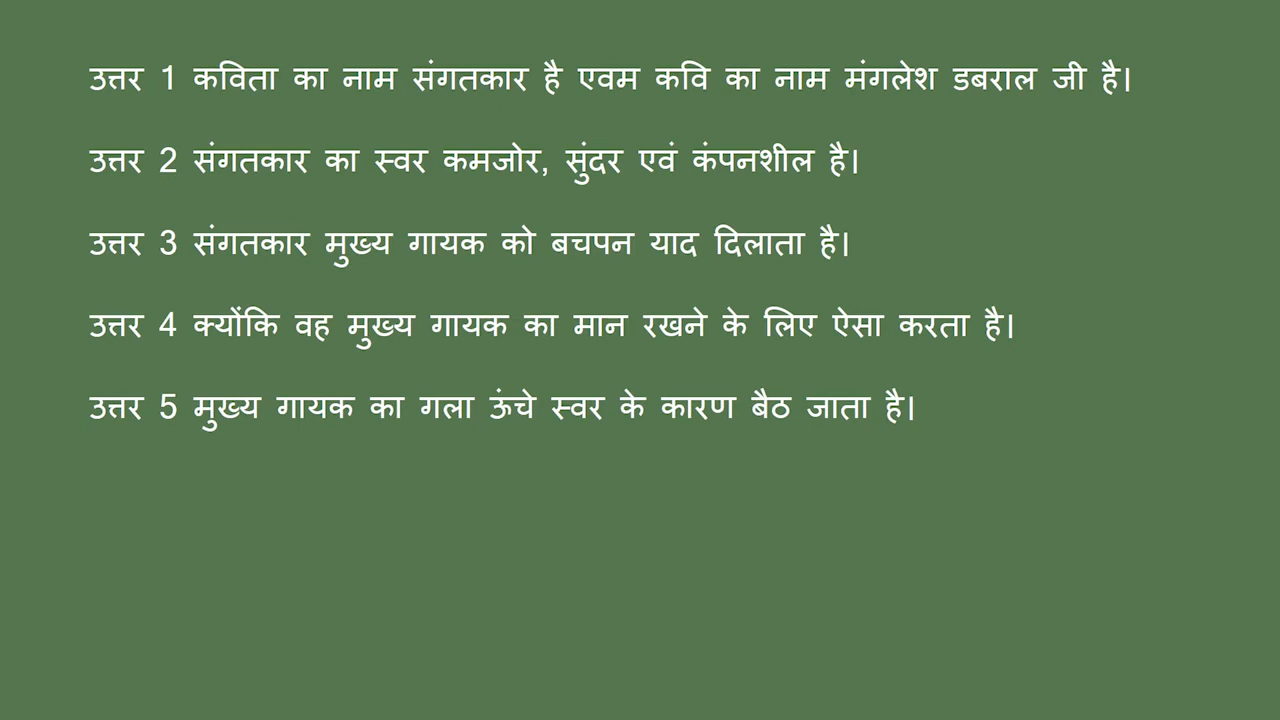 उत्तर 1 कविता का नाम संगतकार है एवम कवि का नाम मंगलेश डबराल जी है।
उत्तर 2 संगतकार का स्वर कमजोर, सुंदर एवं कंपनशील है।
उत्तर 3 संगतकार मुख्य गायक को बचपन याद दिलाता है।
उत्तर 4 क्योंकि वह मुख्य गायक का मान रखने के लिए ऐसा करता है।
उत्तर 5 मुख्य गायक का गला ऊंचे स्वर के कारण बैठ जाता है।